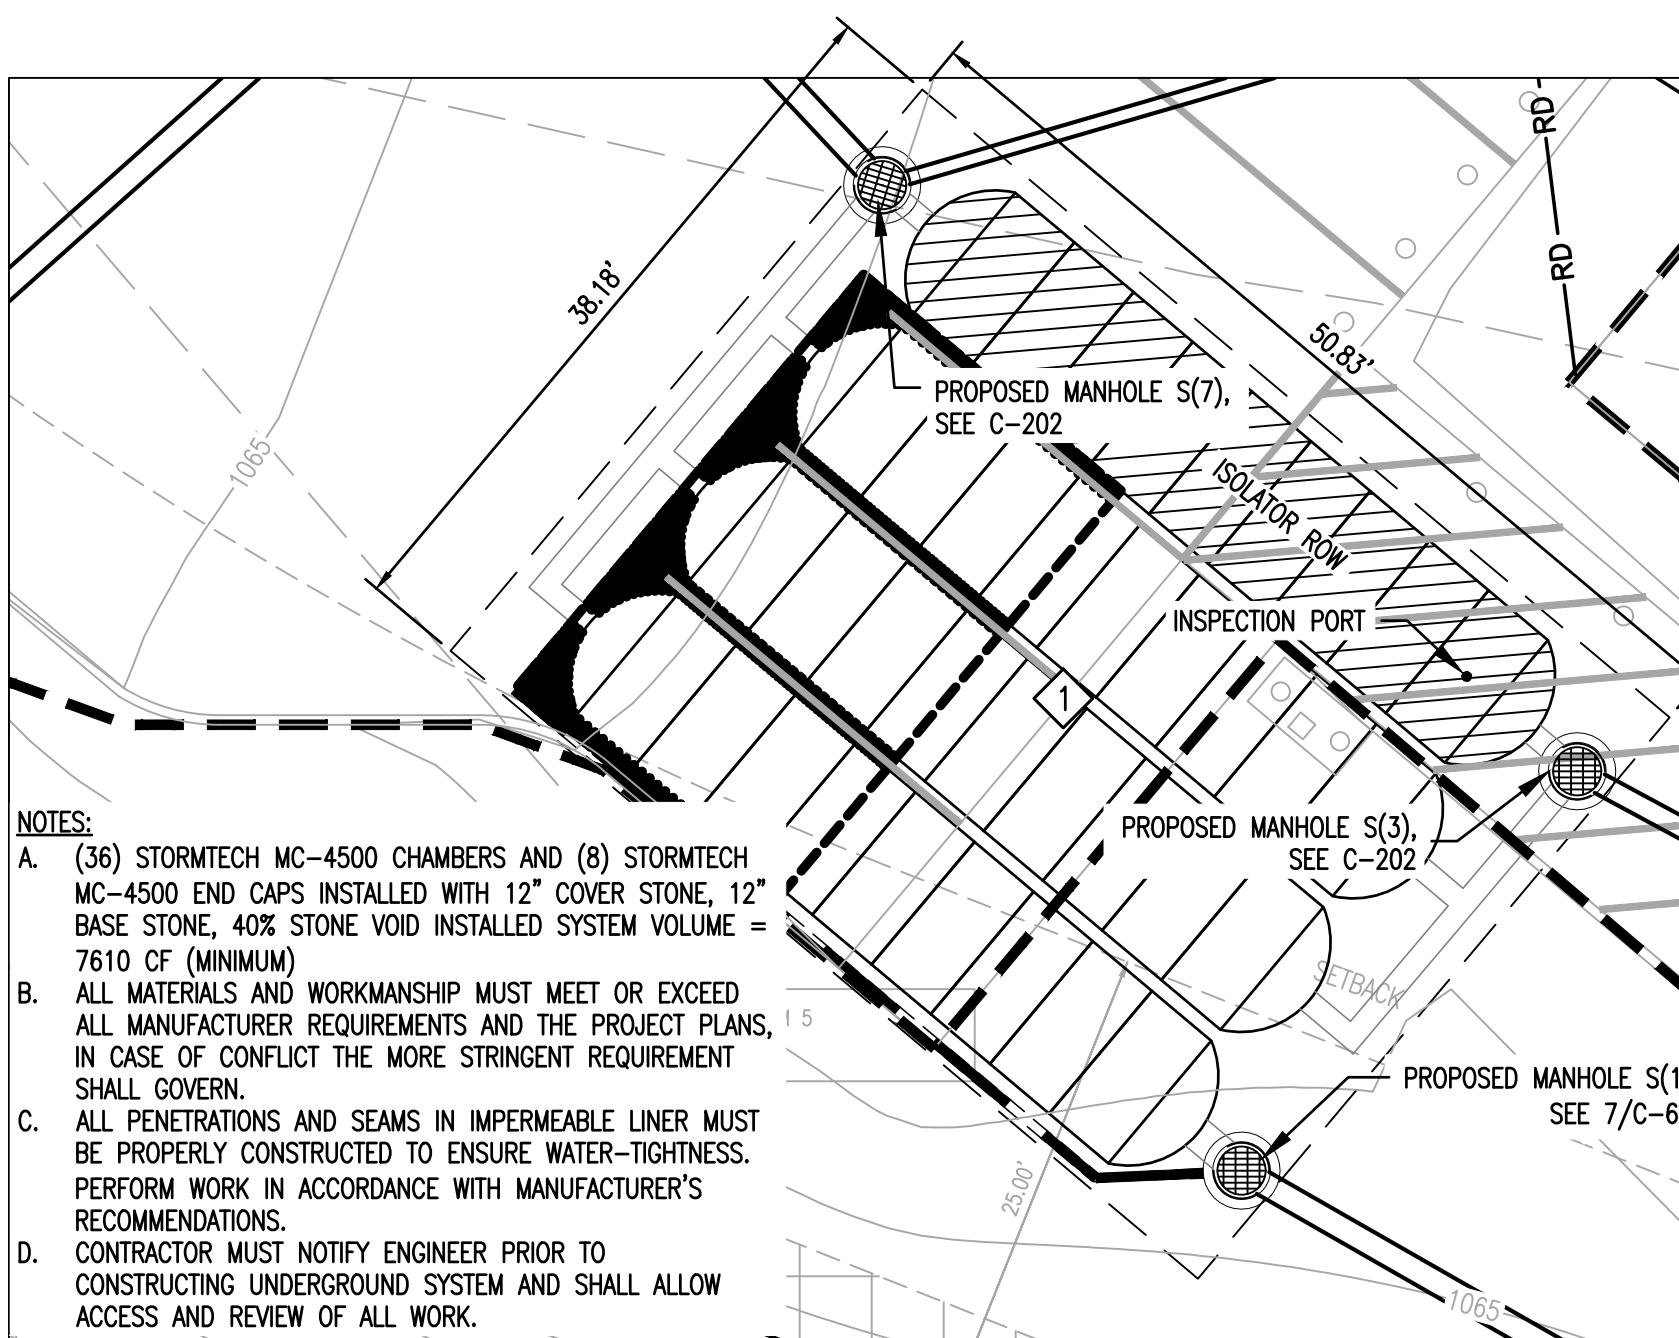 38.18'
50.83'
RD
RD
1065
PROPOSED MANHOLE S(7),
SEE C-202
ISOLATOR ROW
INSPECTION PORT
1
PROPOSED MANHOLE S(3),
SEE C-202
SETBACK
5
PROPOSED MANHOLE S(1
SEE 7/C-6
25.00'
1065
NOTES:
A. (36) STORMTECH MC-4500 CHAMBERS AND (8) STORMTECH
MC-4500 END CAPS INSTALLED WITH 12" COVER STONE, 12"
BASE STONE, 40% STONE VOID INSTALLED SYSTEM VOLUME =
7610 CF (MINIMUM)
B. ALL MATERIALS AND WORKMANSHIP MUST MEET OR EXCEED
ALL MANUFACTURER REQUIREMENTS AND THE PROJECT PLANS,
IN CASE OF CONFLICT THE MORE STRINGENT REQUIREMENT
SHALL GOVERN.
C. ALL PENETRATIONS AND SEAMS IN IMPERMEABLE LINER MUST
BE PROPERLY CONSTRUCTED TO ENSURE WATER-TIGHTNESS.
PERFORM WORK IN ACCORDANCE WITH MANUFACTURER'S
RECOMMENDATIONS.
D. CONTRACTOR MUST NOTIFY ENGINEER PRIOR TO
CONSTRUCTING UNDERGROUND SYSTEM AND SHALL ALLOW
ACCESS AND REVIEW OF ALL WORK.